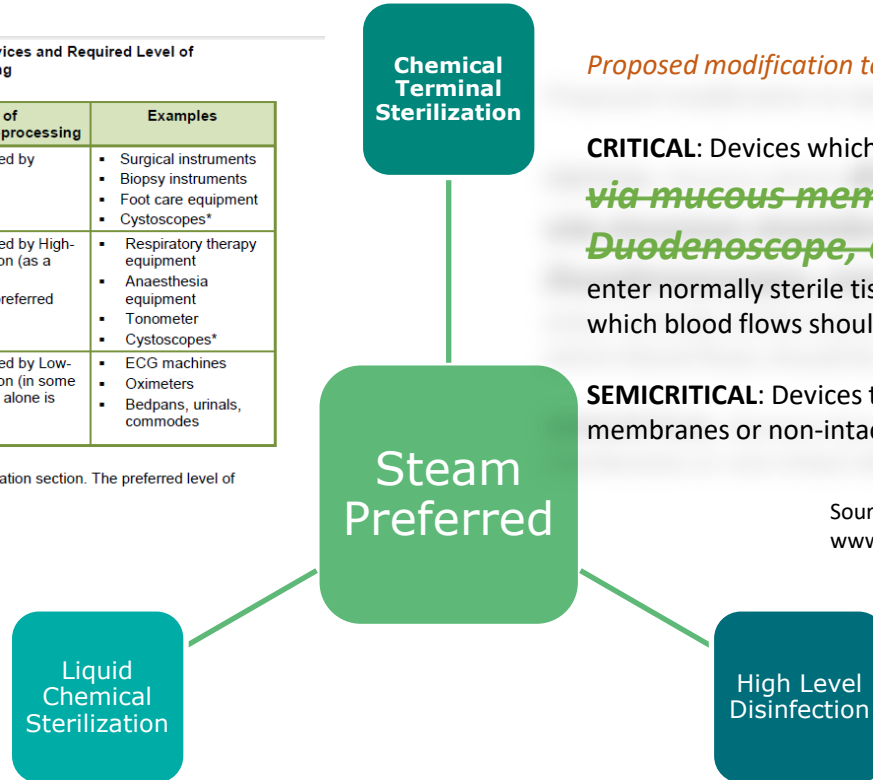 vices and Required Level of
ng
of
processing
Examples
ed by
▪ Surgical instruments
▪ Biopsy instruments
▪ Foot care equipment
▪ Cystoscopes*
ed by High-
on (as a
preferred
▪ Respiratory therapy
equipment
▪ Anaesthesia
equipment
▪ Tonometer
▪ Cystoscopes*
ed by Low-
on (in some
alone is
▪ ECG machines
▪ Oximeters
▪ Bedpans, urinals,
commodes
ation section. The preferred level of
Chemical
Terminal
Sterilization
Proposed modification to
CRITICAL: Devices which
via mucous mem
Duodenoscope,
enter normally sterile tis
which blood flows shoul
SEMICRITICAL: Devices t
membranes or non-intac
Sour
www
Steam
Preferred
Liquid
Chemical
Sterilization
High Level
Disinfection